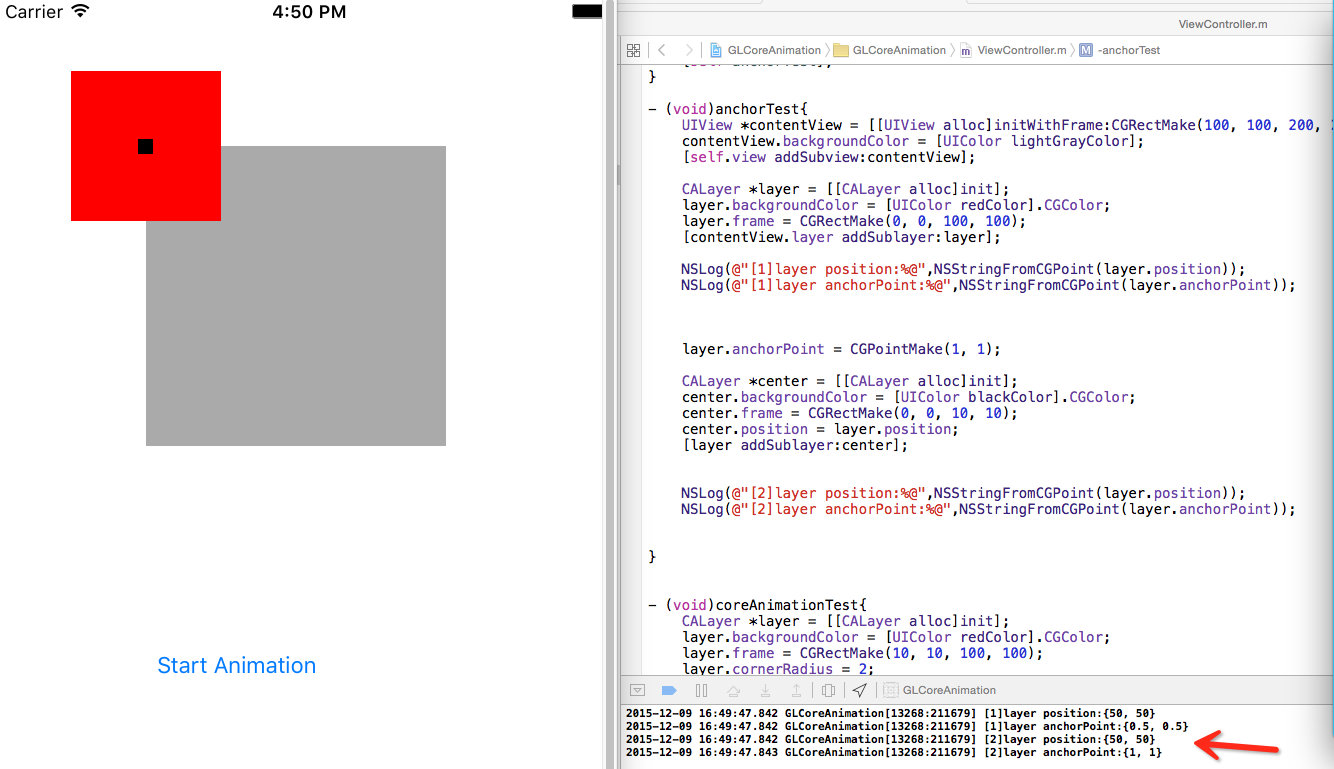 Carrier 4:50 PM
Start Animation
ViewController.m
GLCoreAnimation GLCoreAnimation ViewController.m M -anchorTest
}
- (void)anchorTest{
UIView *contentView = [[UIView alloc]initWithFrame:CGRectMake(100, 100, 200,
contentView.backgroundColor = [UIColor lightGrayColor];
[self.view addSubview:contentView];
CALayer *layer = [[CALayer alloc]init];
layer.backgroundColor = [UIColor redColor].CGColor;
layer.frame = CGRectMake(0, 0, 100, 100);
[contentView.layer addSublayer:layer];
NSLog(@"[1]layer position:%@",NSStringFromCGPoint(layer.position));
NSLog(@"[1]layer anchorPoint:%@",NSStringFromCGPoint(layer.anchorPoint));
layer.anchorPoint = CGPointMake(1, 1);
CALayer *center = [[CALayer alloc]init];
center.backgroundColor = [UIColor blackColor].CGColor;
center.frame = CGRectMake(0, 0, 10, 10);
center.position = layer.position;
[layer addSublayer:center];
NSLog(@"[2]layer position:%@",NSStringFromCGPoint(layer.position));
NSLog(@"[2]layer anchorPoint:%@",NSStringFromCGPoint(layer.anchorPoint));
}
- (void)coreAnimationTest{
CALayer *layer = [[CALayer alloc]init];
layer.backgroundColor = [UIColor redColor].CGColor;
layer.frame = CGRectMake(10, 10, 100, 100);
layer.cornerRadius = 2;
GLCoreAnimation
2015-12-09 16:49:47.842 GLCoreAnimation[13268:211679] [1]layer position:{50, 50}
2015-12-09 16:49:47.842 GLCoreAnimation[13268:211679] [1]layer anchorPoint:{0.5, 0.5}
2015-12-09 16:49:47.842 GLCoreAnimation[13268:211679] [2]layer position:{50, 50}
2015-12-09 16:49:47.843 GLCoreAnimation[13268:211679] [2]layer anchorPoint:{1, 1}